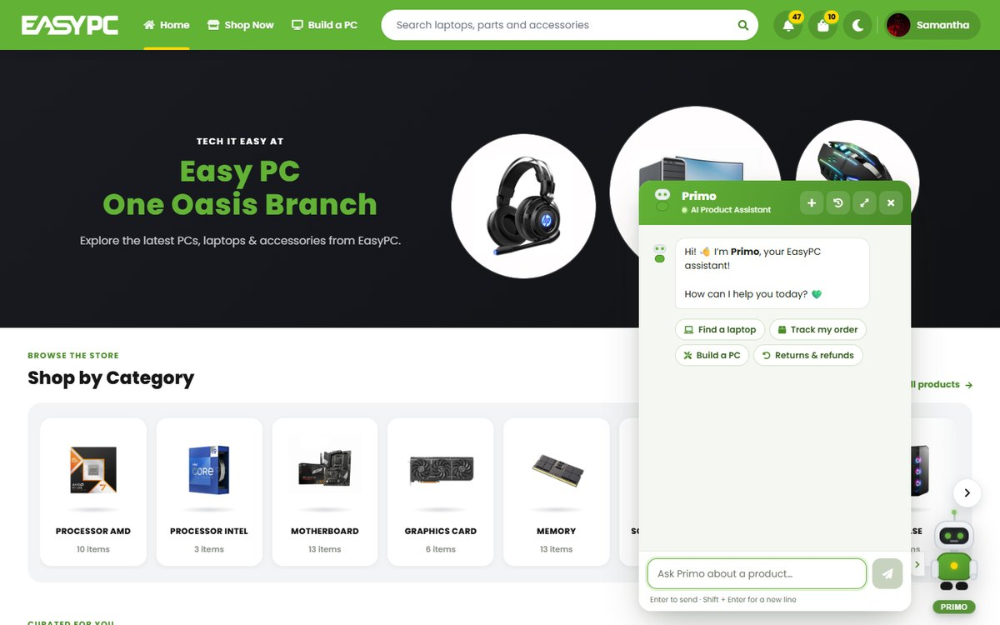 EASYPC
Home
Shop Now
Build a PC
Search laptops, parts and accessories
47
10
Samantha
TECH IT EASY AT
Easy PC
One Oasis Branch
Explore the latest PCs, laptops & accessories from EasyPC.
hp
Primo
AI Product Assistant
Hi! 👋 I'm Primo, your EasyPC
assistant!
How can I help you today? 💚
Find a laptop
Track my order
Build a PC
Returns & refunds
BROWSE THE STORE
Shop by Category
ll products →
PROCESSOR AMD
10 items
PROCESSOR INTEL
3 items
MOTHERBOARD
13 items
GRAPHICS CARD
6 items
MEMORY
13 items
Ask Primo about a product…
Enter to send · Shift + Enter for a new line
PRIMO
CURATED FOR YOU